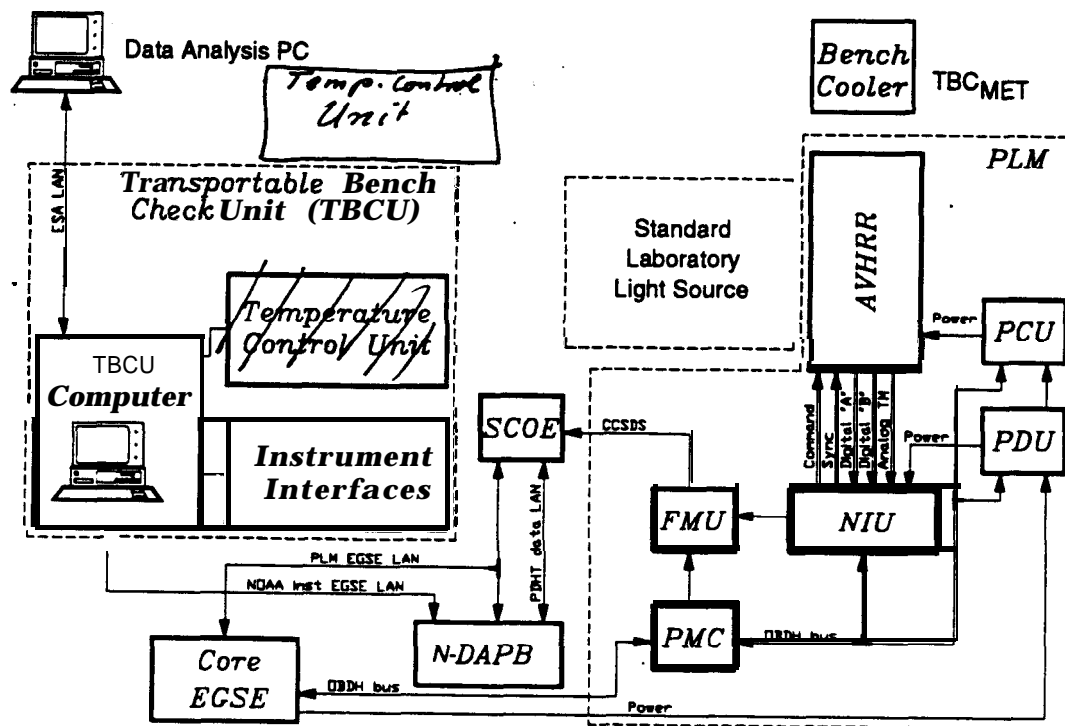 Data Analysis PC
Temp. Control
Unit
Bench
Cooler
TBCMET
PLM
ESA LAN
Transportable Bench
Check Unit (TBCU)
Standard
Laboratory
Light Source
AVHRR
Temperature
Control Unit
Power
PCU
TBCU
Computer
SCOE
CCSDS
Command
Sync
Digital "A"
Digital "B"
Analog TM
Power
PDU
Instrument
Interfaces
PDHT data LAN
FMU
NIU
PLM EGSE LAN
NOAA Inst EGSE LAN
N-DAPB
PMC
OBDH bus
Core
EGSE
OBDH bus
Power